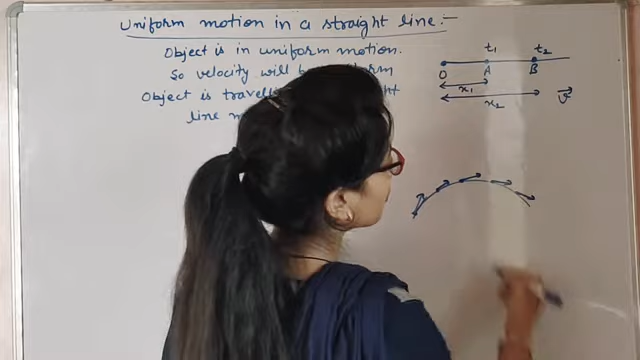 Uniform motion in a straight line :-
Object is in uniform motion.
So velocity will
Object is
line
t₁ t₂
O A B
x₁
x₂
v⃗